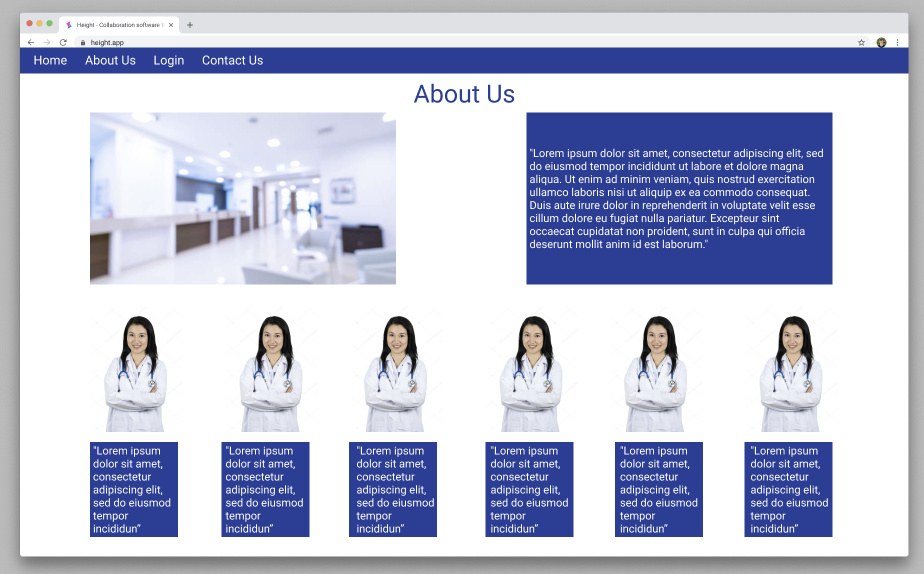 Height - Collaboration software
height.app
Home About Us Login Contact Us
About Us
"Lorem ipsum dolor sit amet, consectetur adipiscing elit, sed
do eiusmod tempor incididunt ut labore et dolore magna
aliqua. Ut enim ad minim veniam, quis nostrud exercitation
ullamco laboris nisi ut aliquip ex ea commodo consequat.
Duis aute irure dolor in reprehenderit in voluptate velit esse
cillum dolore eu fugiat nulla pariatur. Excepteur sint
occaecat cupidatat non proident, sunt in culpa qui officia
deserunt mollit anim id est laborum."
"Lorem ipsum
dolor sit amet,
consectetur
adipiscing elit,
sed do eiusmod
tempor
incididun"
"Lorem ipsum
dolor sit amet,
consectetur
adipiscing elit,
sed do eiusmod
tempor
incididun"
"Lorem ipsum
dolor sit amet,
consectetur
adipiscing elit,
sed do eiusmod
tempor
incididun"
"Lorem ipsum
dolor sit amet,
consectetur
adipiscing elit,
sed do eiusmod
tempor
incididun"
"Lorem ipsum
dolor sit amet,
consectetur
adipiscing elit,
sed do eiusmod
tempor
incididun"
"Lorem ipsum
dolor sit amet,
consectetur
adipiscing elit,
sed do eiusmod
tempor
incididun"